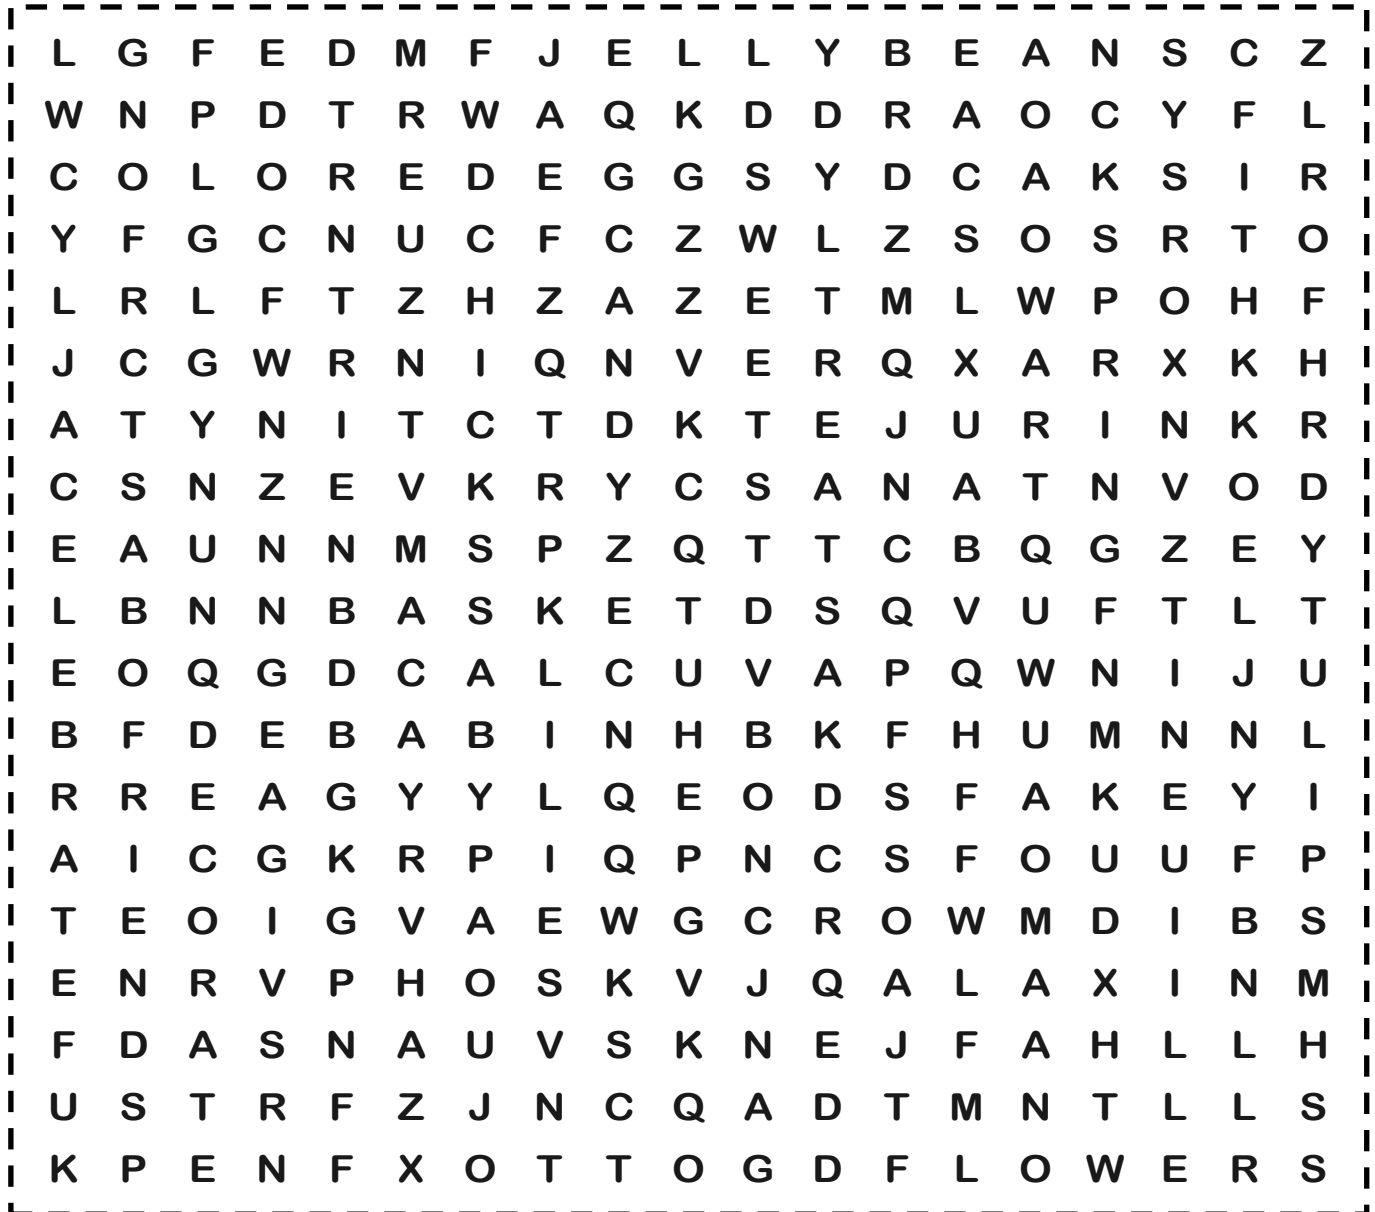 L G F E D M F J E L L Y B E A N S C Z
W N P D T R W A Q K D D R A O C Y F L
C O L O R E D E G G S Y D C A K S I R
Y F G C N U C F C Z W L Z S O S R T O
L R L F T Z H Z A Z E T M L W P O H F
J C G W R N I Q N V E R Q X A R X K H
A T Y N I T C T D K T E J U R I N K R
C S N Z E V K R Y C S A N A T N V O D
E A U N N M S P Z Q T T C B Q G Z E Y
L B N N B A S K E T D S Q V U F T L T
E O Q G D C A L C U V A P Q W N I J U
B F D E B A B I N H B K F H U M N N L
R R E A G Y Y L Q E O D S F A K E Y I
A I C G K R P I Q P N C S F O U U F P
T E O I G V A E W G C R O W M D I B S
E N R V P H O S K V J Q A L A X I N M
F D A S N A U V S K N E J F A H L L H
U S T R F Z J N C Q A D T M N T L L S
K P E N F X O T T O G D F L O W E R S